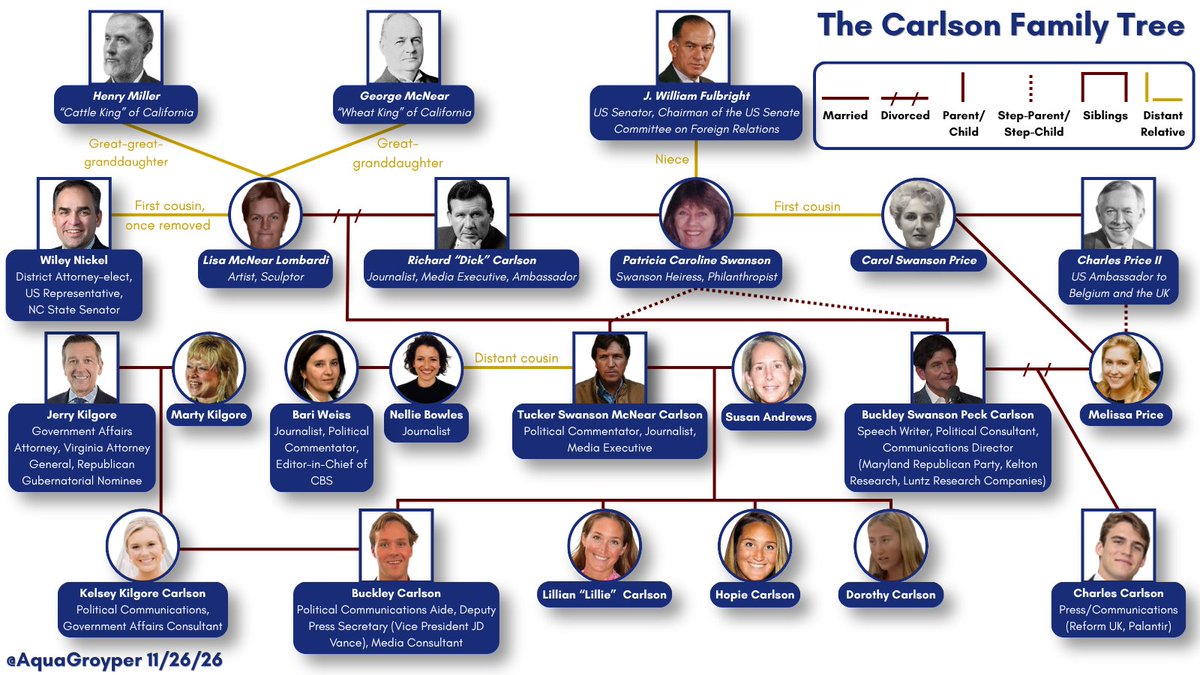 The Carlson Family Tree
Married
Divorced
Parent/
Child
Step-Parent/
Step-Child
Siblings
Distant
Relative
Henry Miller
“Cattle King” of California
George McNear
“Wheat King” of California
J. William Fulbright
US Senator, Chairman of the US Senate
Committee on Foreign Relations
Great-great-
granddaughter
Great-
granddaughter
Niece
First cousin,
once removed
First cousin
Wiley Nickel
District Attorney-elect,
US Representative,
NC State Senator
Lisa McNear Lombardi
Artist, Sculptor
Richard “Dick” Carlson
Journalist, Media Executive, Ambassador
Patricia Caroline Swanson
Swanson Heiress, Philanthropist
Carol Swanson Price
Charles Price II
US Ambassador to
Belgium and the UK
Distant cousin
Jerry Kilgore
Government Affairs
Attorney, Virginia Attorney
General, Republican
Gubernatorial Nominee
Marty Kilgore
Bari Weiss
Journalist, Political
Commentator,
Editor-in-Chief of
CBS
Nellie Bowles
Journalist
Tucker Swanson McNear Carlson
Political Commentator, Journalist,
Media Executive
Susan Andrews
Buckley Swanson Peck Carlson
Speech Writer, Political Consultant,
Communications Director
(Maryland Republican Party, Kelton
Research, Luntz Research Companies)
Melissa Price
Kelsey Kilgore Carlson
Political Communications,
Government Affairs Consultant
Buckley Carlson
Political Communications Aide, Deputy
Press Secretary (Vice President JD
Vance), Media Consultant
Lillian “Lillie” Carlson
Hopie Carlson
Dorothy Carlson
Charles Carlson
Press/Communications
(Reform UK, Palantir)
@AquaGroyper 11/26/26